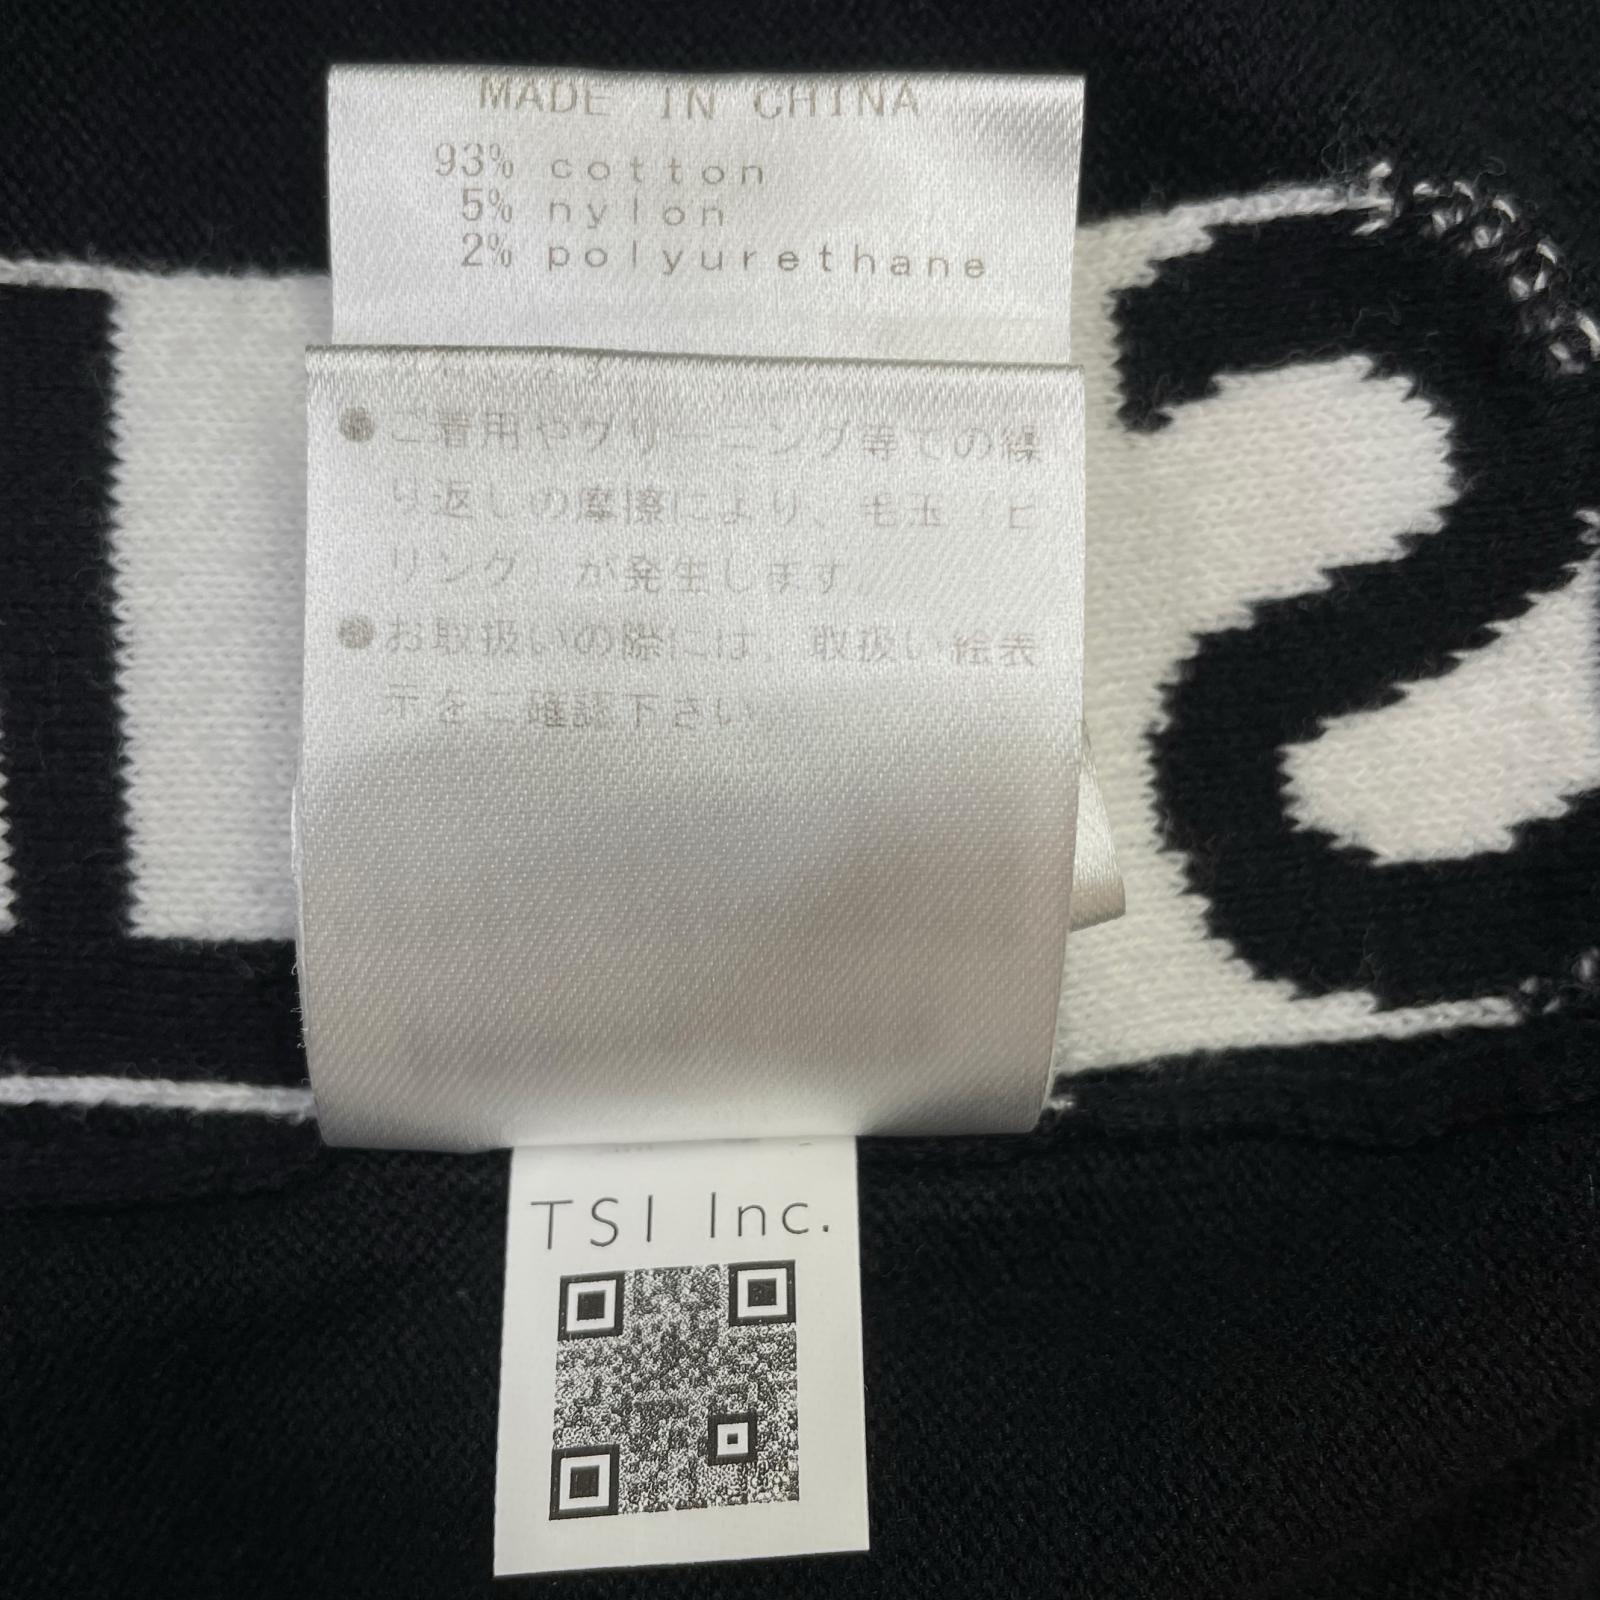 MADE IN CHINA
93% cotton
5% nylon
2% polyurethane
●ご着用やクリーニング等での繰
り返しの摩擦により、毛玉（ピ
リング）が発生します。
●お取扱いの際には、取扱い絵表
示をご確認下さい。
TSI Inc.